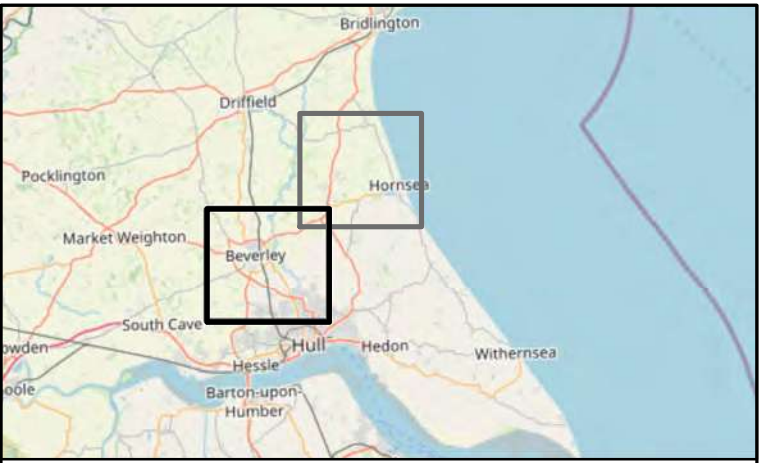 Bridlington
Driffield
Pocklington
Hornsea
Market Weighton
Beverley
South Cave
owden
Hull
Hedon
Withernsea
Hessle
oole
Barton-upon-
Humber